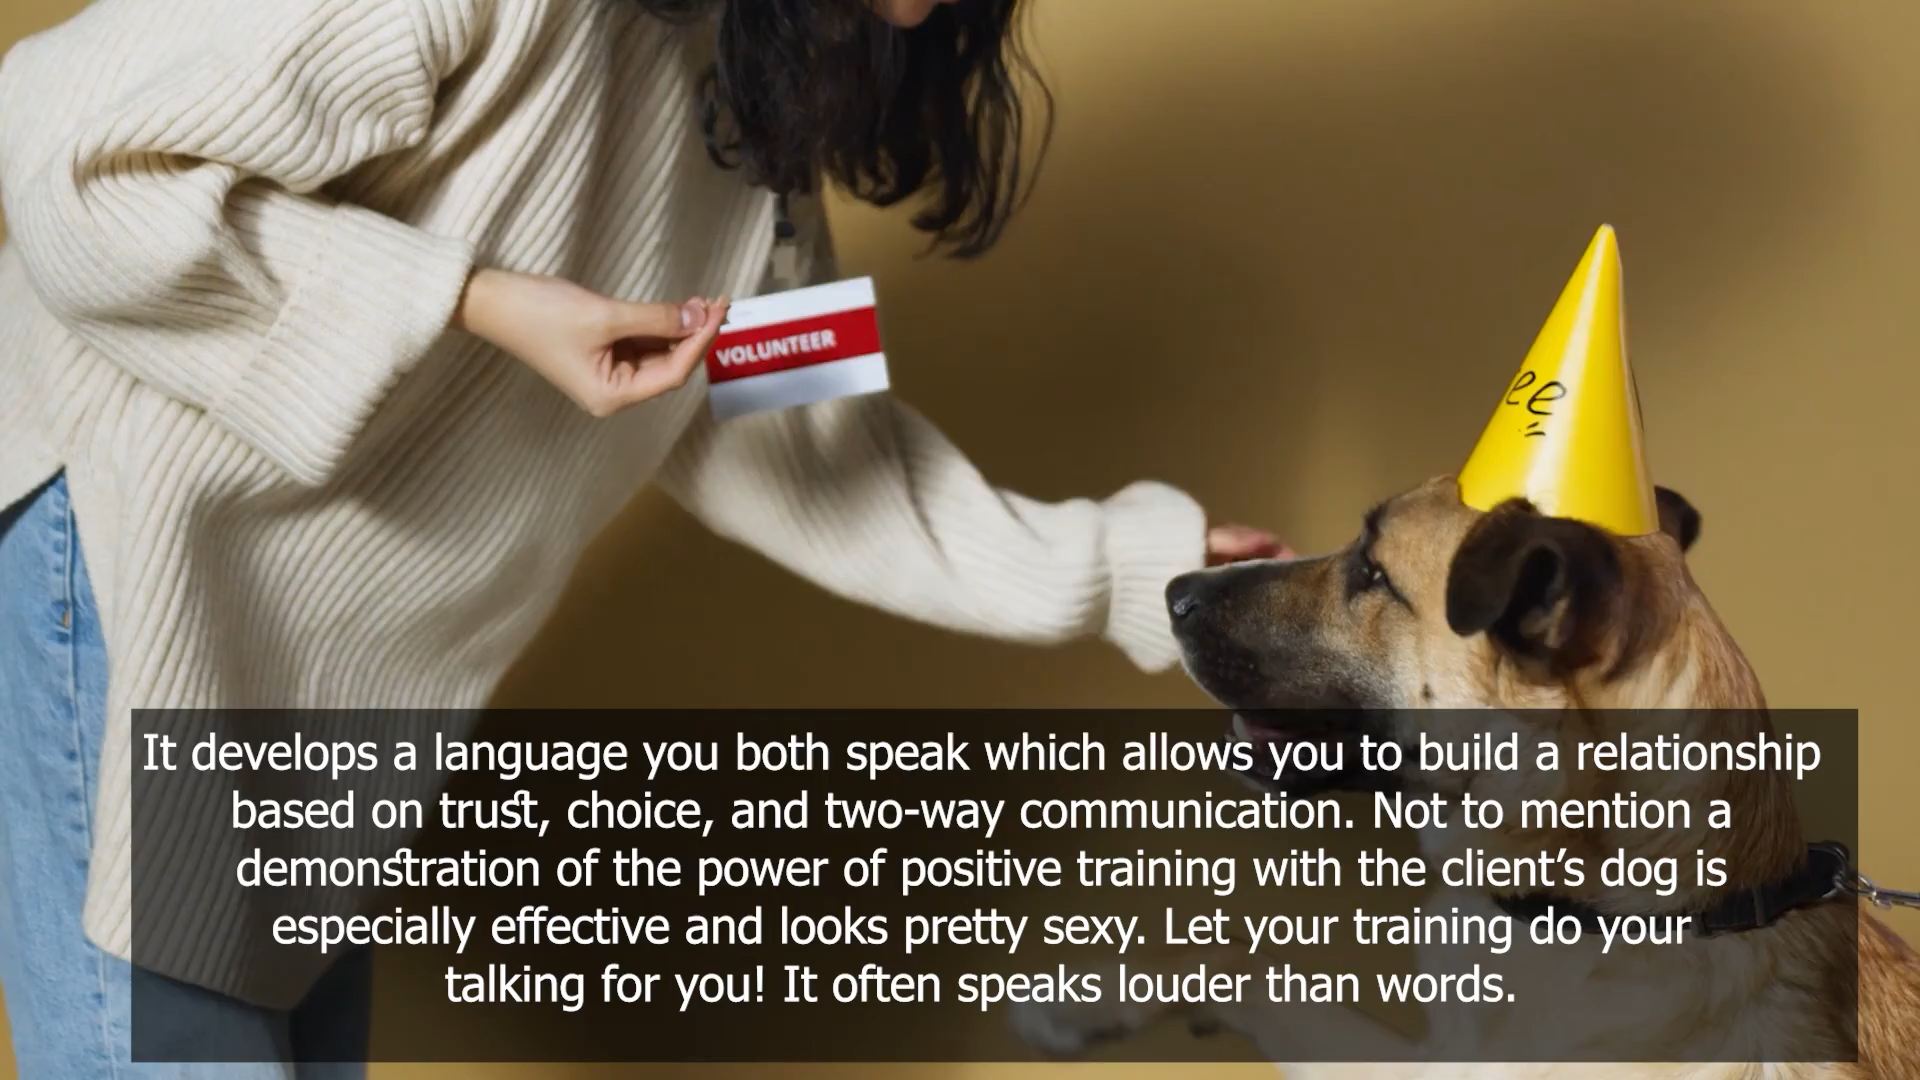 VOLUNTEER
ee
It develops a language you both speak which allows you to build a relationship
based on trust, choice, and two-way communication. Not to mention a
demonstration of the power of positive training with the client’s dog is
especially effective and looks pretty sexy. Let your training do your
talking for you! It often speaks louder than words.